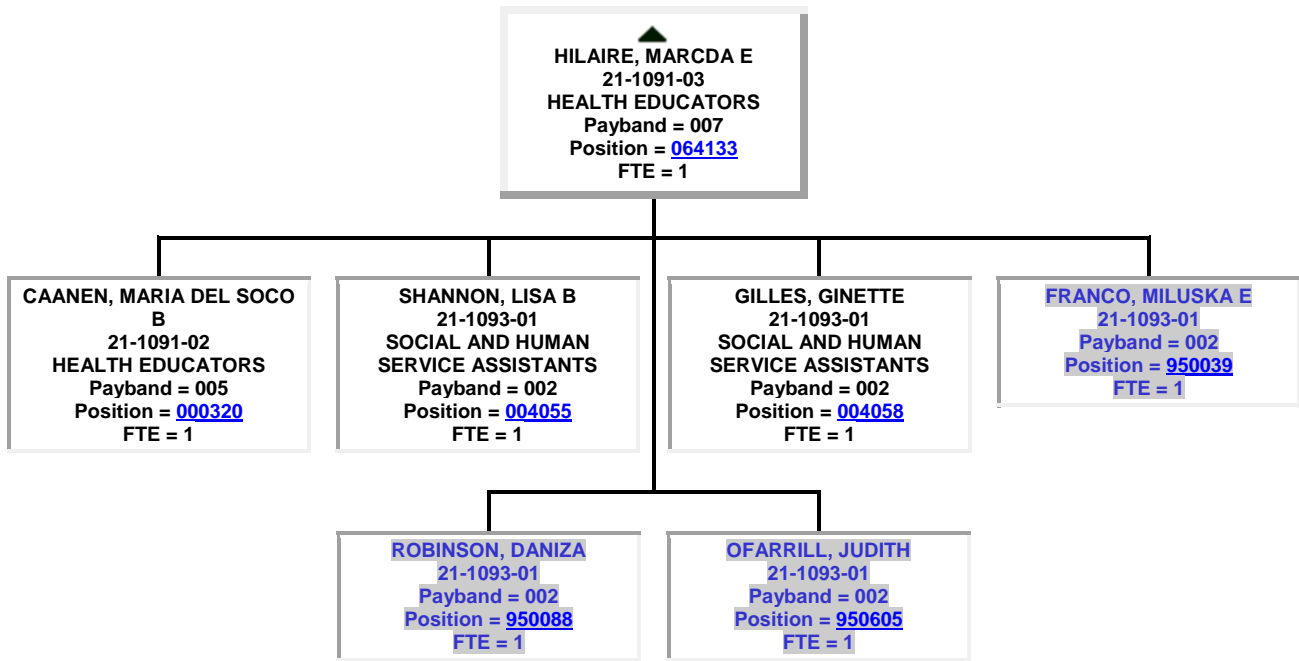 HILAIRE, MARCDA E
21-1091-03
HEALTH EDUCATORS
Payband = 007
Position = 064133
FTE = 1
CAANEN, MARIA DEL SOCO
B
21-1091-02
HEALTH EDUCATORS
Payband = 005
Position = 000320
FTE = 1
SHANNON, LISA B
21-1093-01
SOCIAL AND HUMAN
SERVICE ASSISTANTS
Payband = 002
Position = 004055
FTE = 1
GILLES, GINETTE
21-1093-01
SOCIAL AND HUMAN
SERVICE ASSISTANTS
Payband = 002
Position = 004058
FTE = 1
FRANCO, MILUSKA E
21-1093-01
Payband = 002
Position = 950039
FTE = 1
ROBINSON, DANIZA
21-1093-01
Payband = 002
Position = 950088
FTE = 1
OFARRILL, JUDITH
21-1093-01
Payband = 002
Position = 950605
FTE = 1